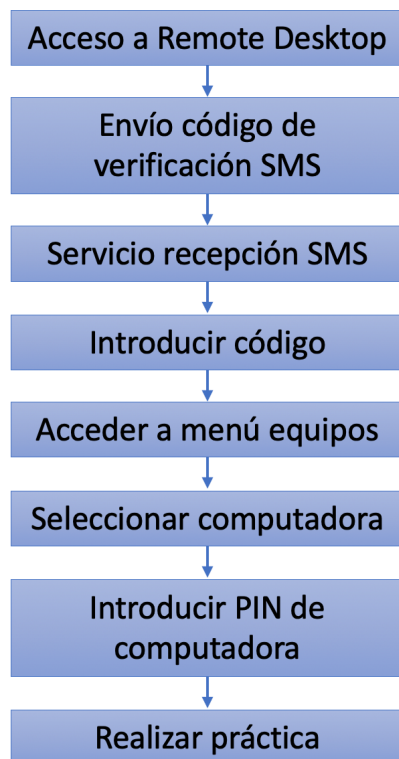 Acceso a Remote Desktop
Envío código de
verificación SMS
Servicio recepción SMS
Introducir código
Acceder a menú equipos
Seleccionar computadora
Introducir PIN de
computadora
Realizar práctica